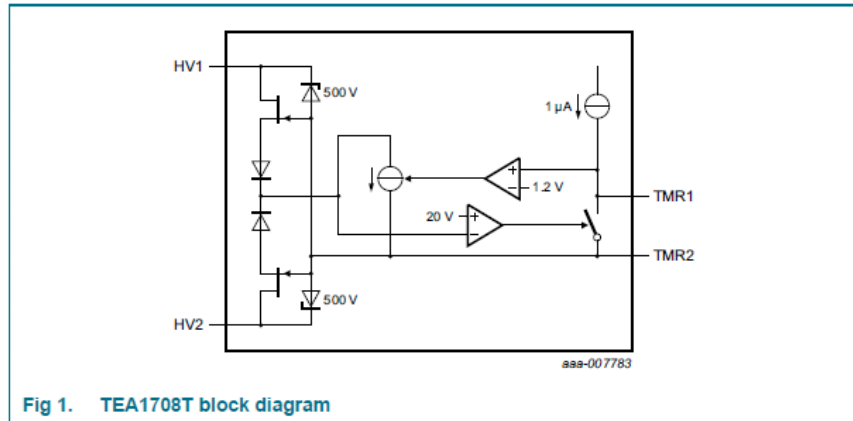 HV1
500 V
1 μA
+
-
1.2 V
TMR1
20 V
+
-
TMR2
500 V
HV2
aaa-007783
Fig 1. TEA1708T block diagram